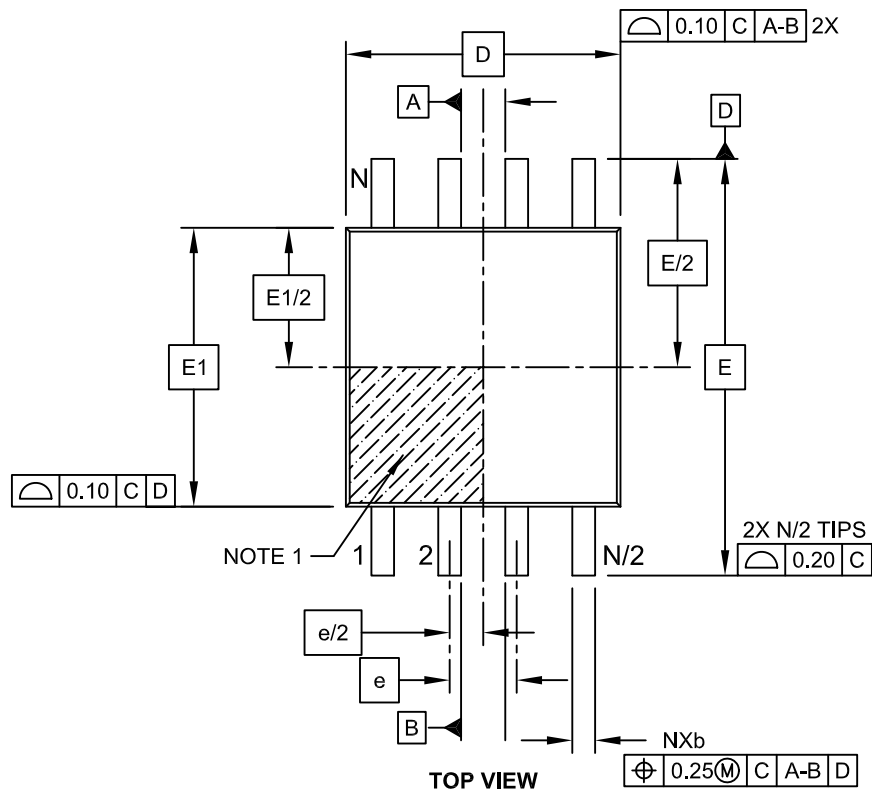 0.10 C A-B 2X
D
A
D
N
E1/2
E/2
E1
E
0.10 C D
2X N/2 TIPS
0.20 C
NOTE 1
1
2
N/2
e/2
e
B
NXb
0.25Ⓜ C A-B D
TOP VIEW